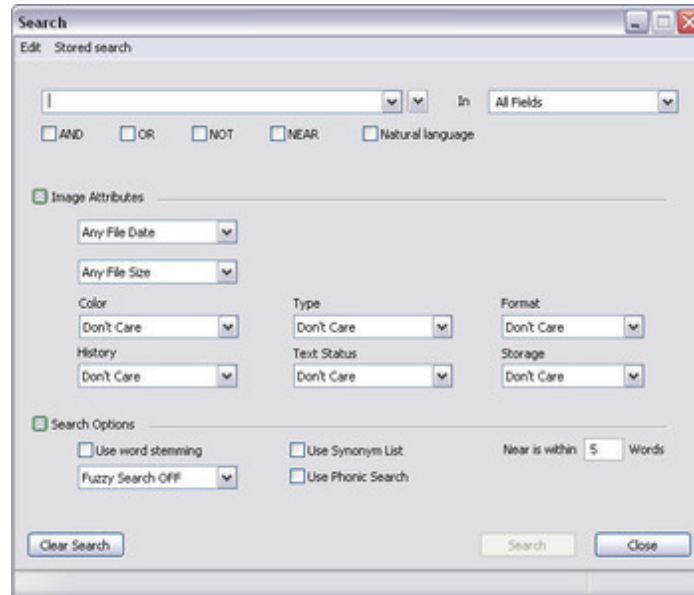 Search
Edit Stored search
In All Fields
AND OR NOT NEAR Natural language
Image Attributes
Any File Date
Any File Size
Color Type Format
Don't Care Don't Care Don't Care
History Text Status Storage
Don't Care Don't Care Don't Care
Search Options
Use word stemming Use Synonym List Near is within 5 Words
Fuzzy Search OFF Use Phonic Search
Clear Search Search Close